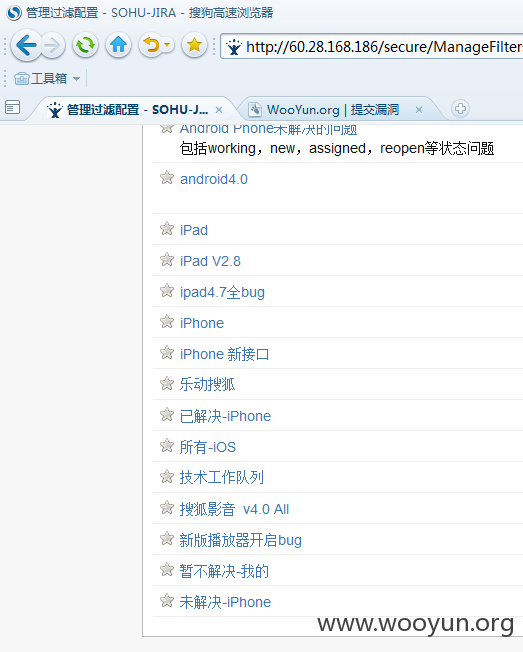 管理过滤配置 - SOHU-JIRA - 搜狗高速浏览器
http://60.28.168.186/secure/ManageFilters
工具箱
管理过滤配置 - SOHU-J...
WooYun.org | 提交漏洞
Android Phone未解决的问题
包括working，new，assigned，reopen等状态问题
android4.0
iPad
iPad V2.8
ipad4.7全bug
iPhone
iPhone 新接口
乐动搜狐
已解决-iPhone
所有-iOS
技术工作队列
搜狐影音 v4.0 All
新版播放器开启bug
暂不解决-我的
未解决-iPhone
www.wooyun.org